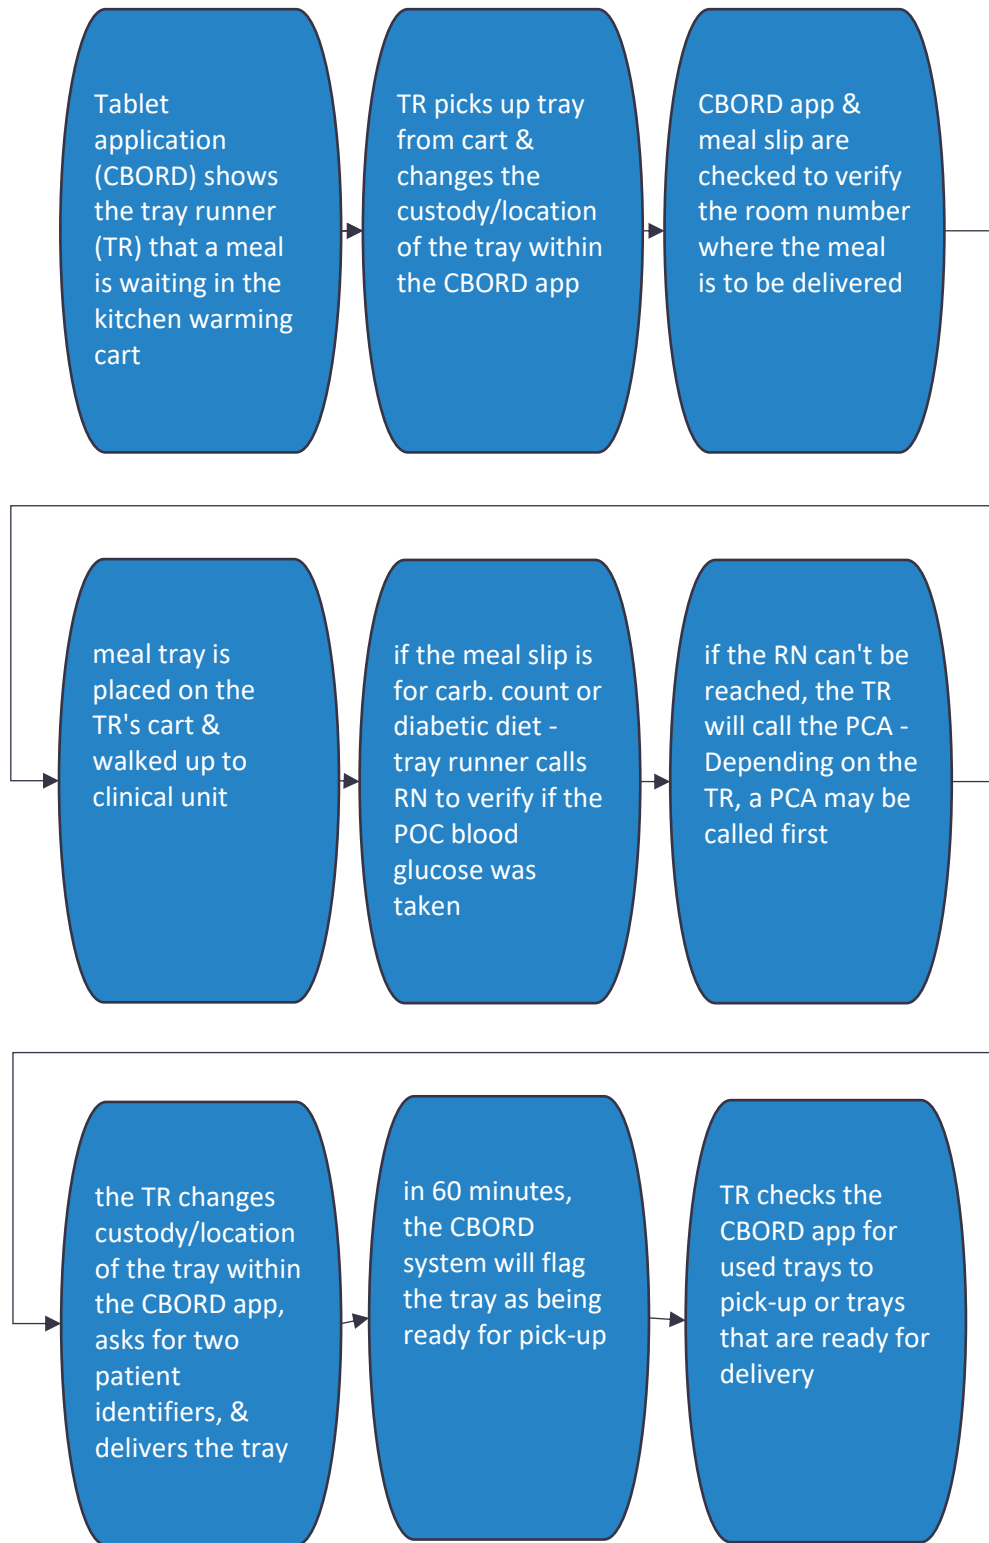 Tablet
application
(CBORD) shows
the tray runner
(TR) that a meal
is waiting in the
kitchen warming
cart
TR picks up tray
from cart &
changes the
custody/location
of the tray within
the CBORD app
CBORD app &
meal slip are
checked to verify
the room number
where the meal
is to be delivered
meal tray is
placed on the
TR's cart &
walked up to
clinical unit
if the meal slip is
for carb. count or
diabetic diet -
tray runner calls
RN to verify if the
POC blood
glucose was
taken
if the RN can't be
reached, the TR
will call the PCA -
Depending on the
TR, a PCA may be
called first
the TR changes
custody/location
of the tray within
the CBORD app,
asks for two
patient
identifiers, &
delivers the tray
in 60 minutes,
the CBORD
system will flag
the tray as being
ready for pick-up
TR checks the
CBORD app for
used trays to
pick-up or trays
that are ready for
delivery